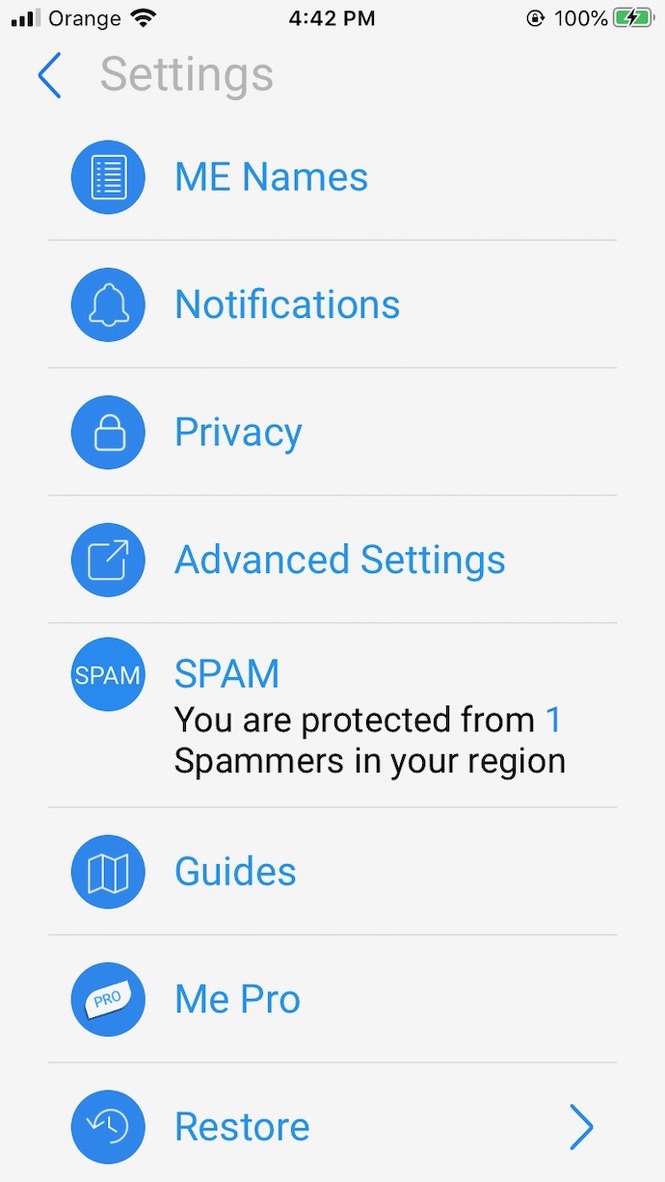 Orange 4:42 PM 100%
Settings
ME Names
Notifications
Privacy
Advanced Settings
SPAM SPAM
You are protected from 1
Spammers in your region
Guides
PRO Me Pro
Restore